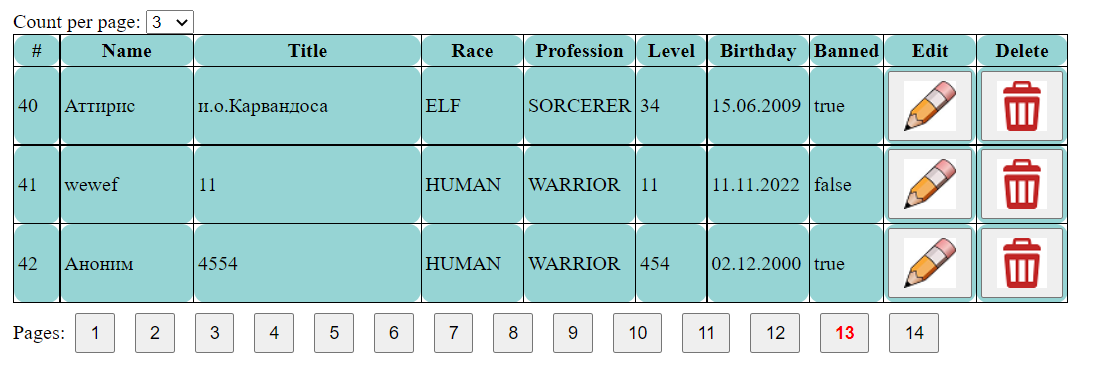 Count per page: 3
# Name Title Race Profession Level Birthday Banned Edit Delete
40 Аттирис и.о.Карвандоса ELF SORCERER 34 15.06.2009 true
41 wewef 11 HUMAN WARRIOR 11 11.11.2022 false
42 Аноним 4554 HUMAN WARRIOR 454 02.12.2000 true
Pages: 1 2 3 4 5 6 7 8 9 10 11 12 13 14